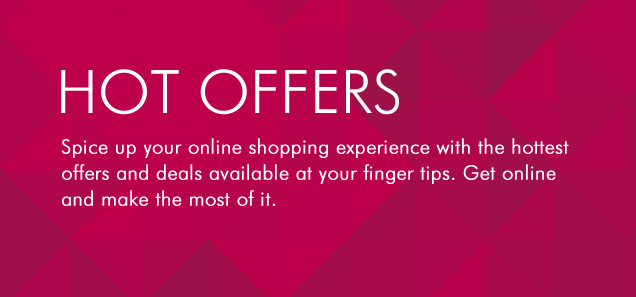 HOT OFFERS
Spice up your online shopping experience with the hottest
offers and deals available at your finger tips. Get online
and make the most of it.